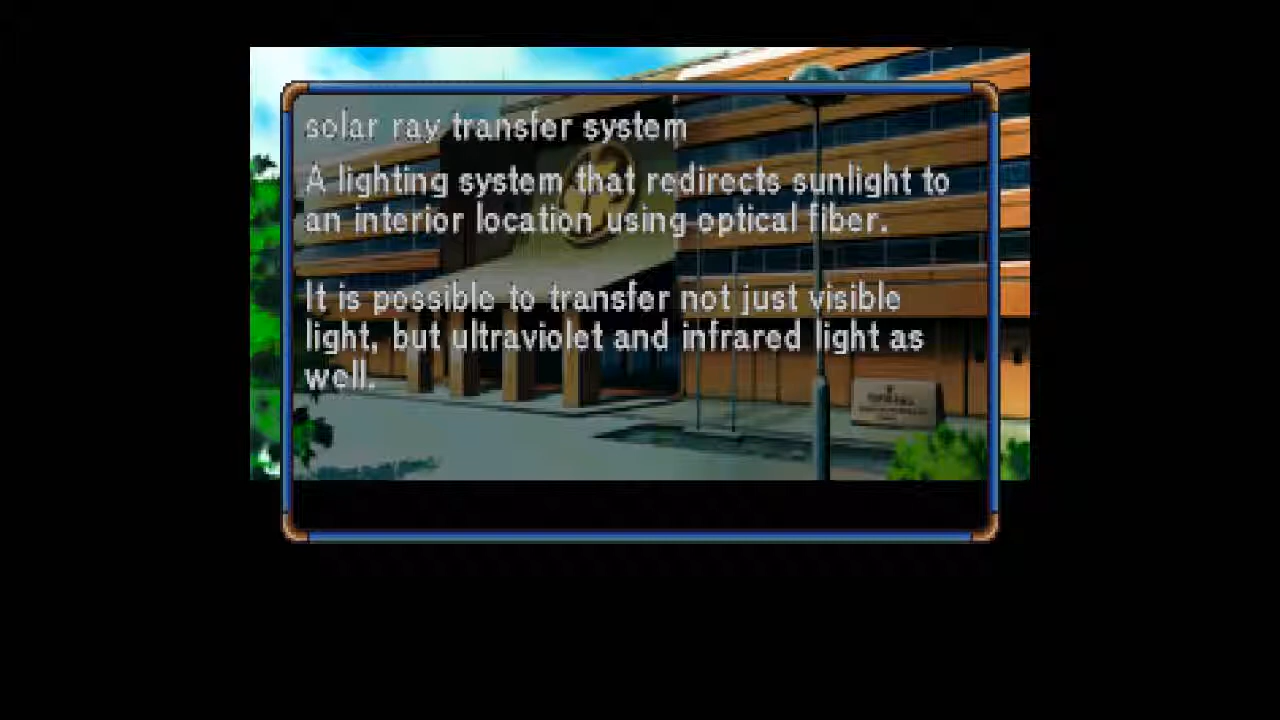 solar ray transfer system
A lighting system that redirects sunlight to
an interior location using optical fiber.
It is possible to transfer not just visible
light, but ultraviolet and infrared light as
well.